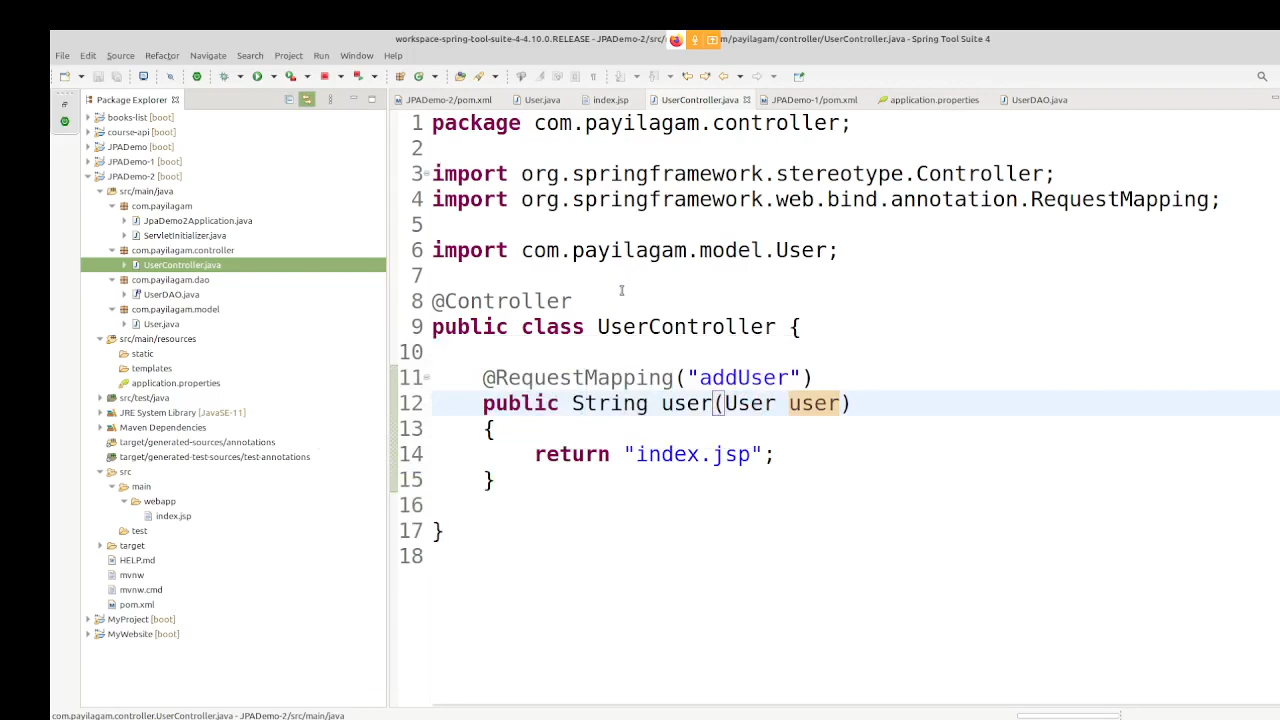 workspace-spring-tool-suite-4-4.10.0.RELEASE - JPADemo-2/src/ m/payilagam/controller/UserController.java - Spring Tool Suite 4
File Edit Source Refactor Navigate Search Project Run Window Help
Package Explorer
JPADemo-2/pom.xml User.java index.jsp UserController.java JPADemo-1/pom.xml application.properties UserDAO.java
books-list [boot]
course-api [boot]
JPADemo [boot]
JPADemo-1 [boot]
JPADemo-2 [boot]
src/main/java
com.payilagam
JpaDemo2Application.java
ServletInitializer.java
com.payilagam.controller
UserController.java
com.payilagam.dao
UserDAO.java
com.payilagam.model
User.java
src/main/resources
static
templates
application.properties
src/test/java
JRE System Library [JavaSE-11]
Maven Dependencies
target/generated-sources/annotations
target/generated-test-sources/test-annotations
src
main
webapp
index.jsp
test
target
HELP.md
mvnw
mvnw.cmd
pom.xml
MyProject [boot]
MyWebsite [boot]
1 package com.payilagam.controller;
2
3 import org.springframework.stereotype.Controller;
4 import org.springframework.web.bind.annotation.RequestMapping;
5
6 import com.payilagam.model.User;
7
8 @Controller
9 public class UserController {
10
11 @RequestMapping("addUser")
12 public String user(User user)
13 {
14 return "index.jsp";
15 }
16
17 }
18
com.payilagam.controller.UserController.java - JPADemo-2/src/main/java